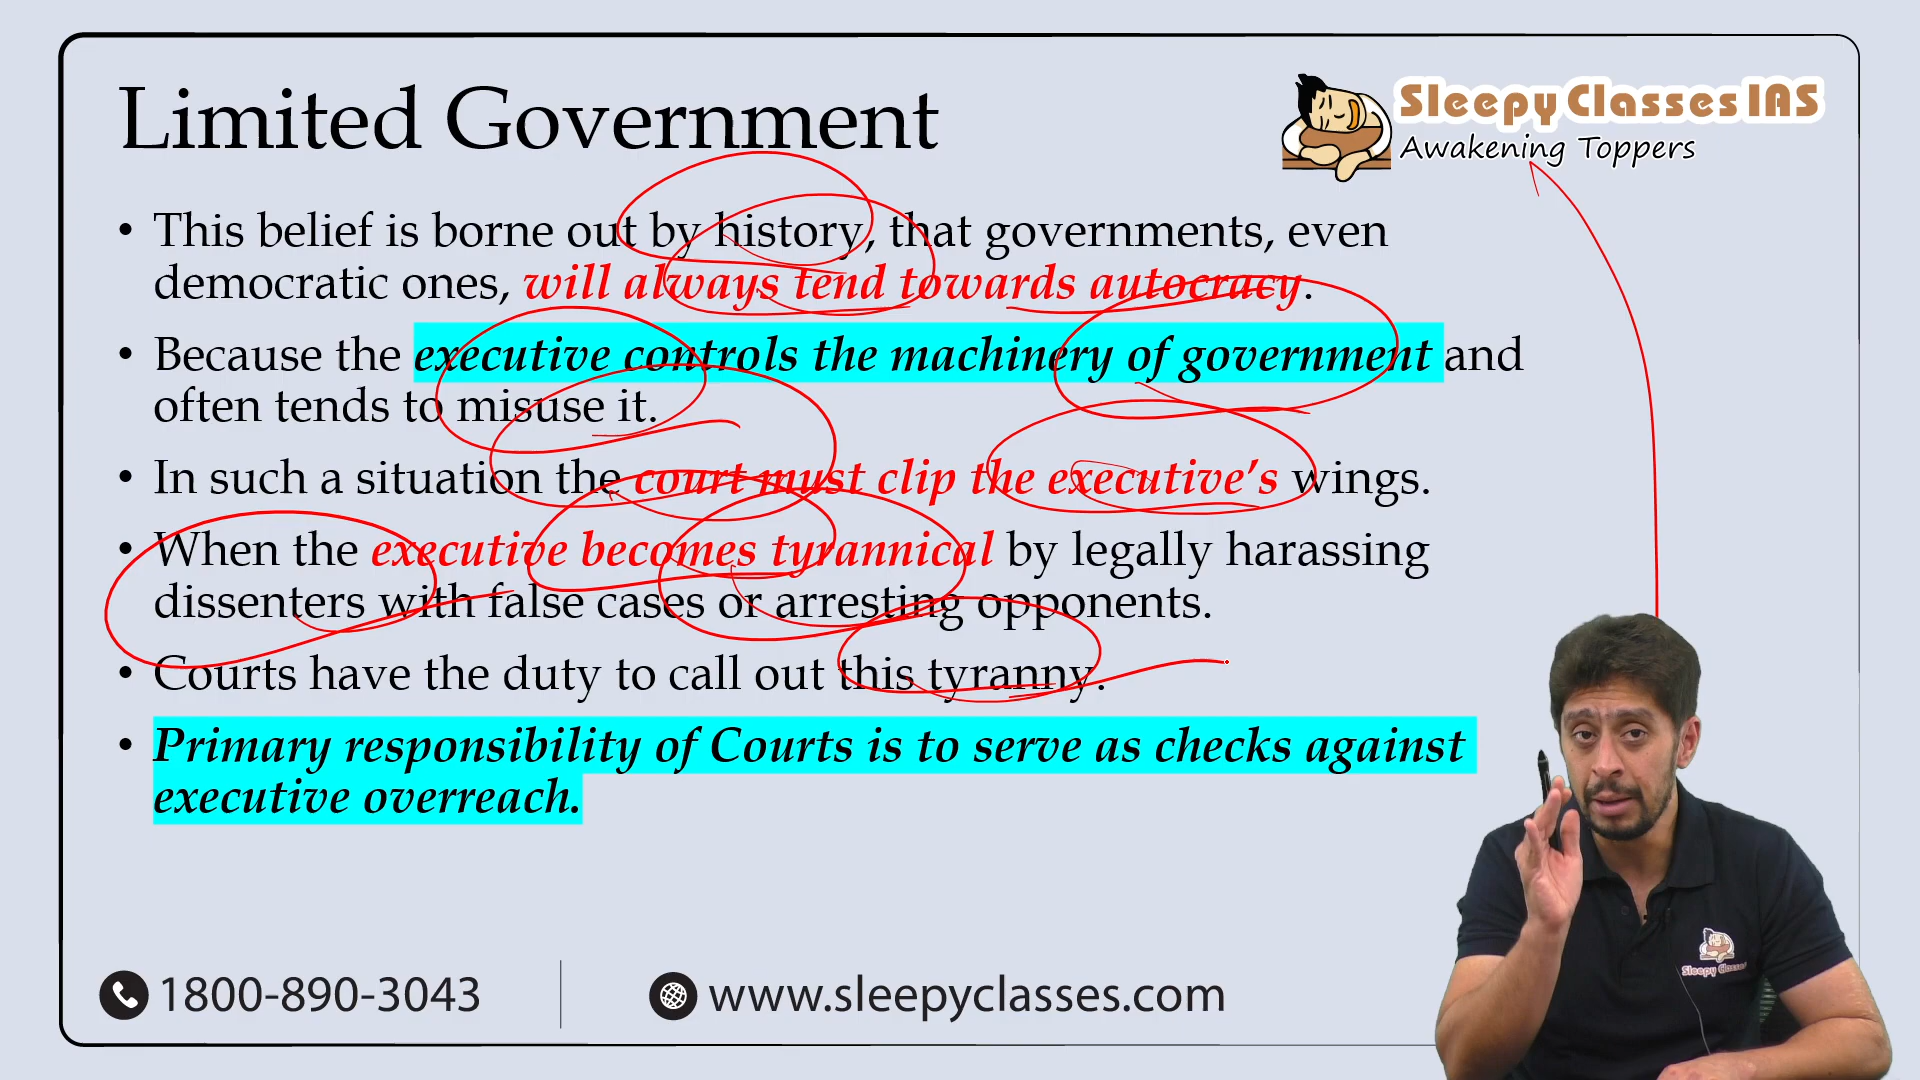 Limited Government
Sleepy Classes IAS
Awakening Toppers
• This belief is borne out by history, that governments, even
democratic ones, will always tend towards autocracy.
• Because the executive controls the machinery of government and
often tends to misuse it.
• In such a situation the court must clip the executive’s wings.
• When the executive becomes tyrannical by legally harassing
dissenters with false cases or arresting opponents.
• Courts have the duty to call out this tyranny.
• Primary responsibility of Courts is to serve as checks against
executive overreach.
1800-890-3043
www.sleepyclasses.com
Sleepy Classes